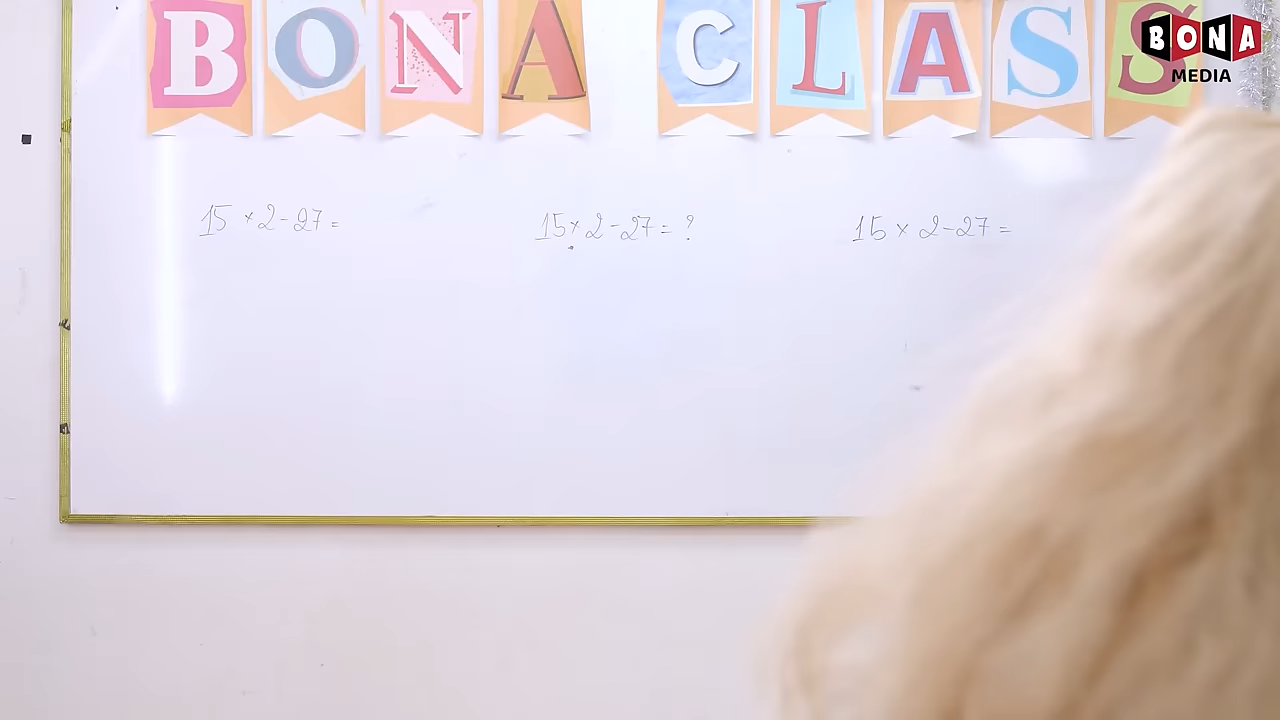 BONA CLASS
BONA
MEDIA
15 × 2 - 27 =
15 × 2 - 27 = ?
15 × 2 - 27 =